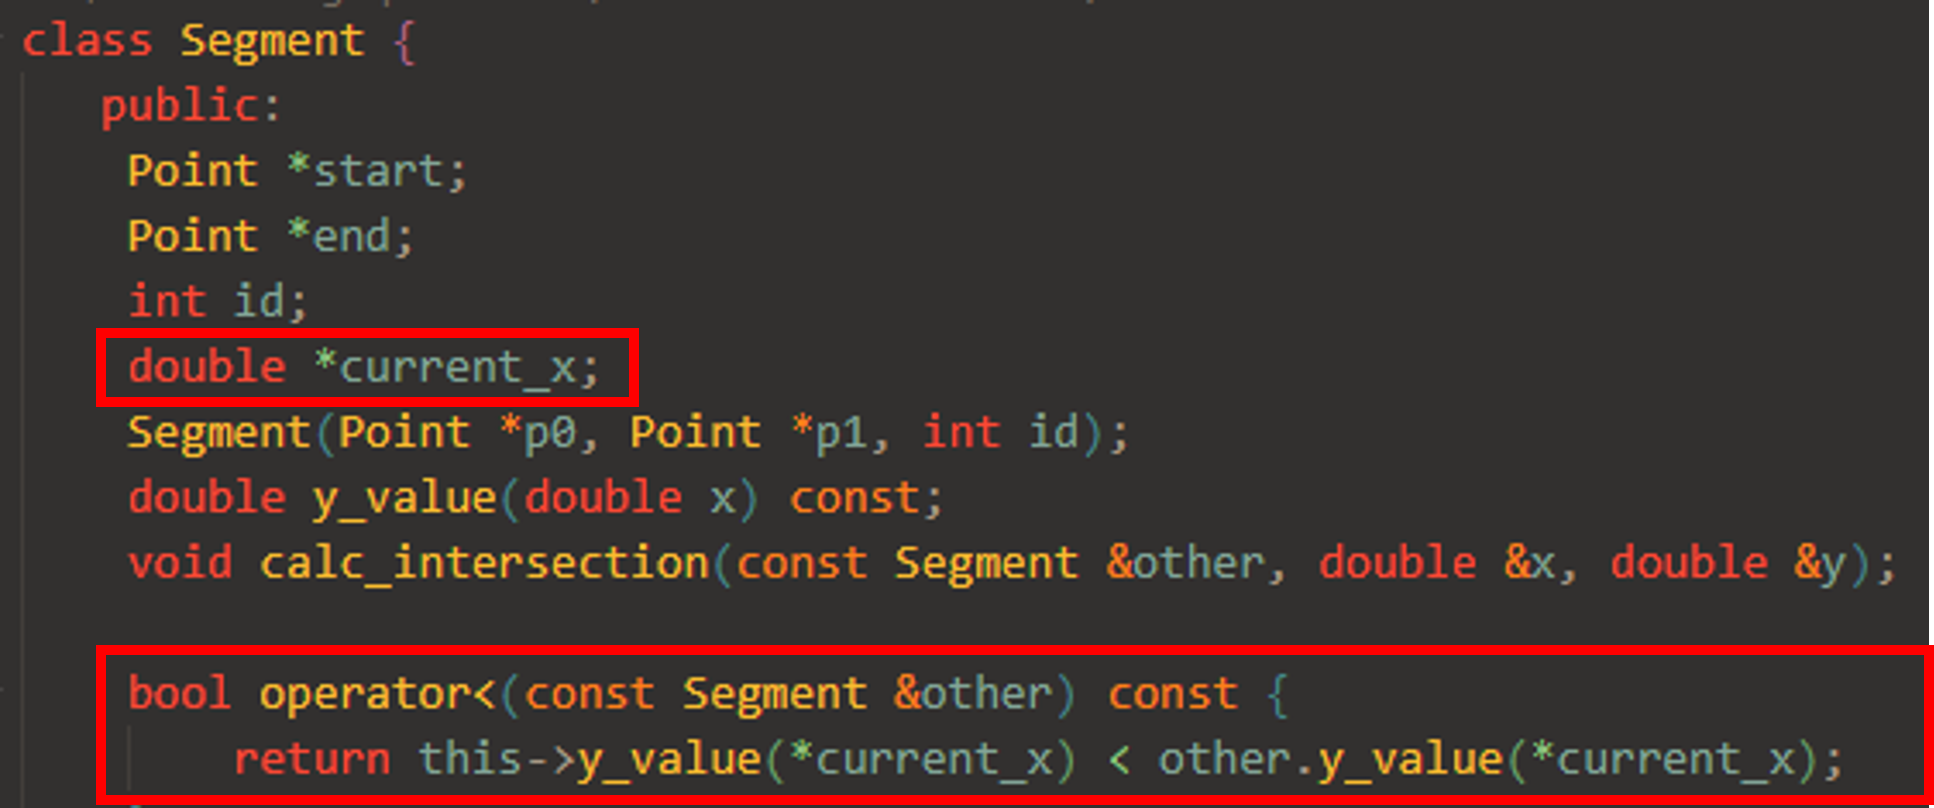 class Segment {
public:
Point *start;
Point *end;
int id;
double *current_x;
Segment(Point *p0, Point *p1, int id);
double y_value(double x) const;
void calc_intersection(const Segment &other, double &x, double &y);
bool operator<(const Segment &other) const {
return this->y_value(*current_x) < other.y_value(*current_x);